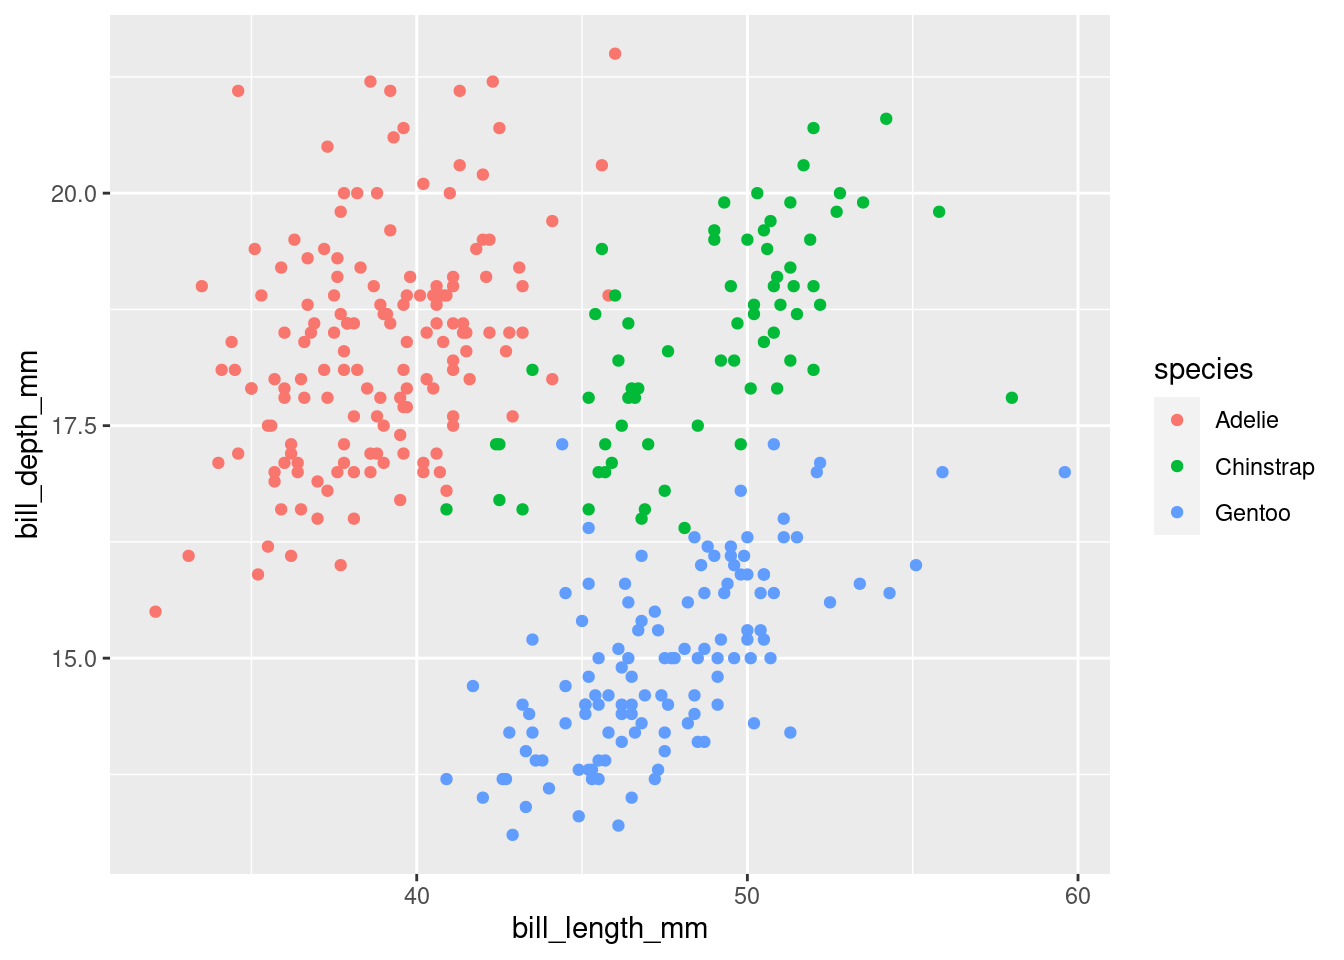 bill_depth_mm
20.0
17.5
15.0
40
50
60
bill_length_mm
species
Adelie
Chinstrap
Gentoo